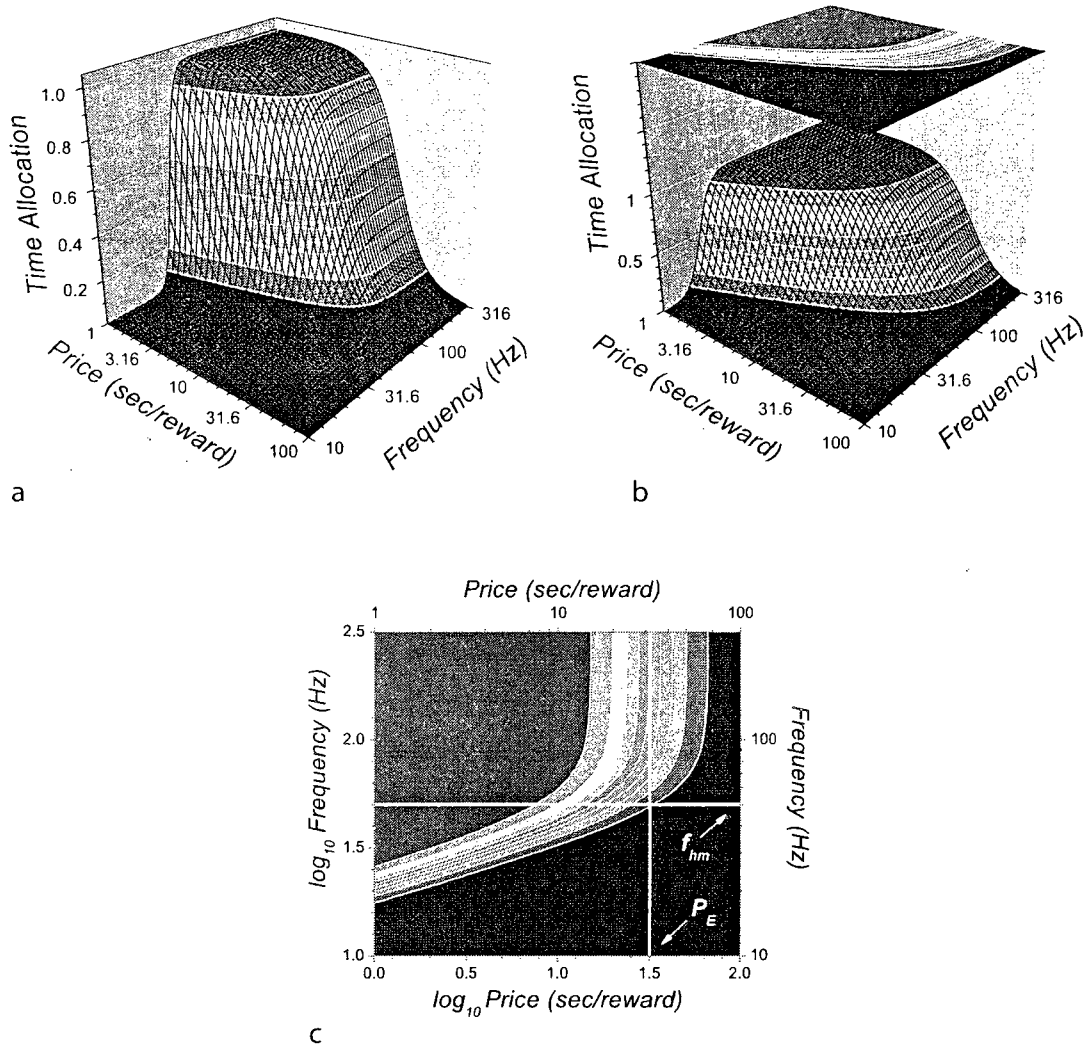 a
Time Allocation
1.0
0.8
0.6
0.4
0.2
1
3.16
10
31.6
100
Price (sec/reward)
10
31.6
100
316
Frequency (Hz)
b
Time Allocation
1
0.5
1
3.16
10
31.6
100
Price (sec/reward)
10
31.6
100
316
Frequency (Hz)
c
Price (sec/reward)
1 10 100
log10 Frequency (Hz)
2.5
2.0
1.5
1.0
Frequency (Hz)
100
10
fhm
PE
0.0 0.5 1.0 1.5 2.0
log10 Price (sec/reward)